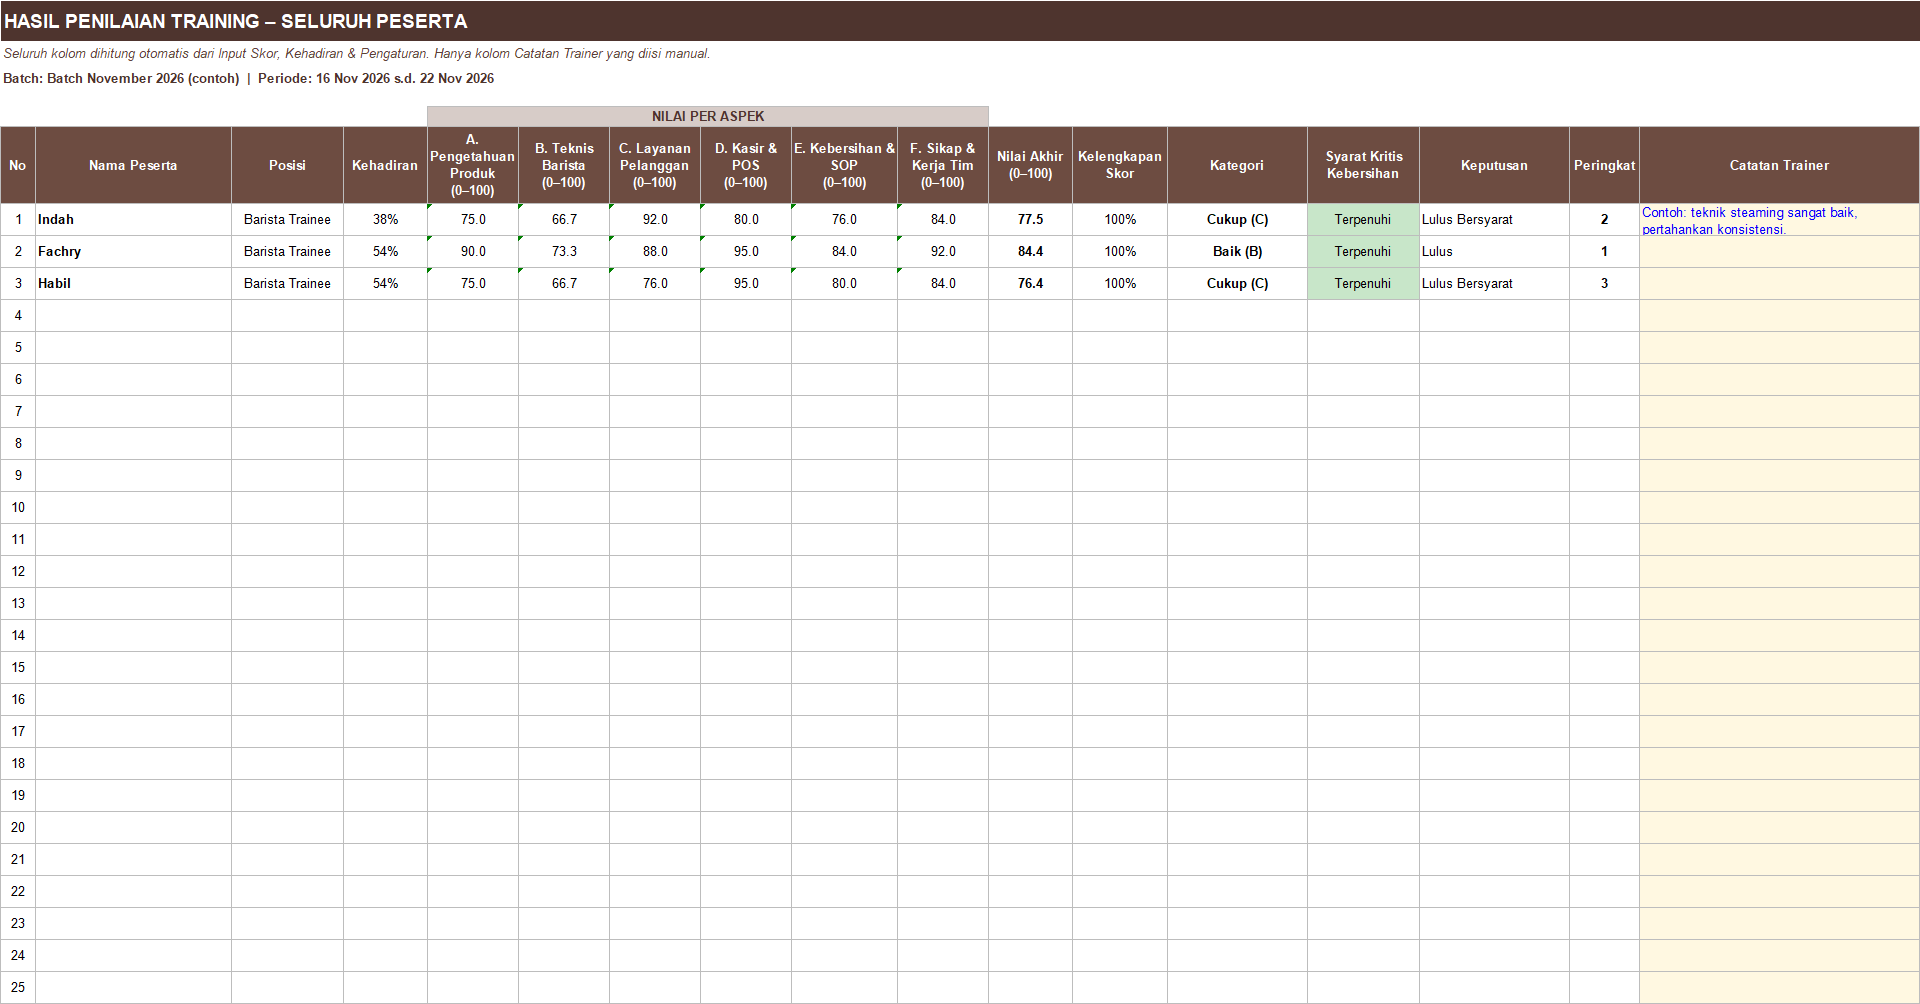 HASIL PENILAIAN TRAINING – SELURUH PESERTA
Seluruh kolom dihitung otomatis dari Input Skor, Kehadiran & Pengaturan. Hanya kolom Catatan Trainer yang diisi manual.
Batch: Batch November 2026 (contoh) | Periode: 16 Nov 2026 s.d. 22 Nov 2026
NILAI PER ASPEK
No Nama Peserta Posisi Kehadiran A. Pengetahuan Produk (0–100) B. Teknis Barista (0–100) C. Layanan Pelanggan (0–100) D. Kasir & POS (0–100) E. Kebersihan & SOP (0–100) F. Sikap & Kerja Tim (0–100) Nilai Akhir (0–100) Kelengkapan Skor Kategori Syarat Kritis Kebersihan Keputusan Peringkat Catatan Trainer
1 Indah Barista Trainee 38% 75.0 66.7 92.0 80.0 76.0 84.0 77.5 100% Cukup (C) Terpenuhi Lulus Bersyarat 2 Contoh: teknik steaming sangat baik, pertahankan konsistensi.
2 Fachry Barista Trainee 54% 90.0 73.3 88.0 95.0 84.0 92.0 84.4 100% Baik (B) Terpenuhi Lulus 1
3 Habil Barista Trainee 54% 75.0 66.7 76.0 95.0 80.0 84.0 76.4 100% Cukup (C) Terpenuhi Lulus Bersyarat 3
4
5
6
7
8
9
10
11
12
13
14
15
16
17
18
19
20
21
22
23
24
25